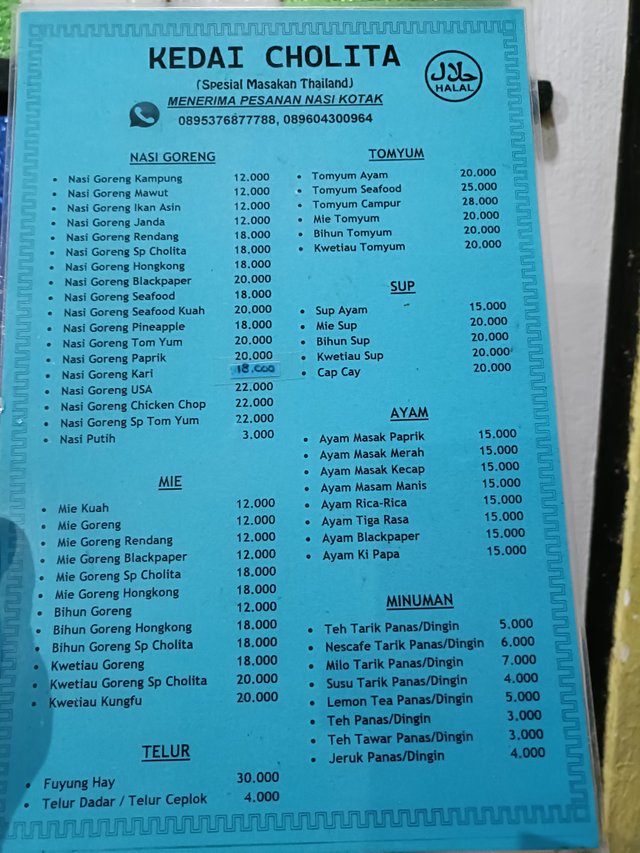 KEDAI CHOLITA
(Spesial Masakan Thailand)
MENERIMA PESANAN NASI KOTAK
0895376877788, 089604300964
حلال
HALAL
NASI GORENG
• Nasi Goreng Kampung 12.000
• Nasi Goreng Mawut 12.000
• Nasi Goreng Ikan Asin 12.000
• Nasi Goreng Janda 12.000
• Nasi Goreng Rendang 18.000
• Nasi Goreng Sp Cholita 18.000
• Nasi Goreng Hongkong 18.000
• Nasi Goreng Blackpaper 20.000
• Nasi Goreng Seafood 18.000
• Nasi Goreng Seafood Kuah 20.000
• Nasi Goreng Pineapple 18.000
• Nasi Goreng Tom Yum 20.000
• Nasi Goreng Paprik 20.000
• Nasi Goreng Kari 18.000
• Nasi Goreng USA 22.000
• Nasi Goreng Chicken Chop 22.000
• Nasi Goreng Sp Tom Yum 22.000
• Nasi Putih 3.000
MIE
• Mie Kuah 12.000
• Mie Goreng 12.000
• Mie Goreng Rendang 12.000
• Mie Goreng Blackpaper 12.000
• Mie Goreng Sp Cholita 18.000
• Mie Goreng Hongkong 18.000
• Bihun Goreng 12.000
• Bihun Goreng Hongkong 18.000
• Bihun Goreng Sp Cholita 18.000
• Kwetiau Goreng 18.000
• Kwetiau Goreng Sp Cholita 20.000
• Kwetiau Kungfu 20.000
TELUR
• Fuyung Hay 30.000
• Telur Dadar / Telur Ceplok 4.000
TOMYUM
• Tomyum Ayam 20.000
• Tomyum Seafood 25.000
• Tomyum Campur 28.000
• Mie Tomyum 20.000
• Bihun Tomyum 20.000
• Kwetiau Tomyum 20.000
SUP
• Sup Ayam 15.000
• Mie Sup 20.000
• Bihun Sup 20.000
• Kwetiau Sup 20.000
• Cap Cay 20.000
AYAM
• Ayam Masak Paprik 15.000
• Ayam Masak Merah 15.000
• Ayam Masak Kecap 15.000
• Ayam Masam Manis 15.000
• Ayam Rica-Rica 15.000
• Ayam Tiga Rasa 15.000
• Ayam Blackpaper 15.000
• Ayam Ki Papa 15.000
MINUMAN
• Teh Tarik Panas/Dingin 5.000
• Nescafe Tarik Panas/Dingin 6.000
• Milo Tarik Panas/Dingin 7.000
• Susu Tarik Panas/Dingin 4.000
• Lemon Tea Panas/Dingin 5.000
• Teh Panas/Dingin 3,000
• Teh Tawar Panas/Dingin 3,000
• Jeruk Panas/Dingin 4.000